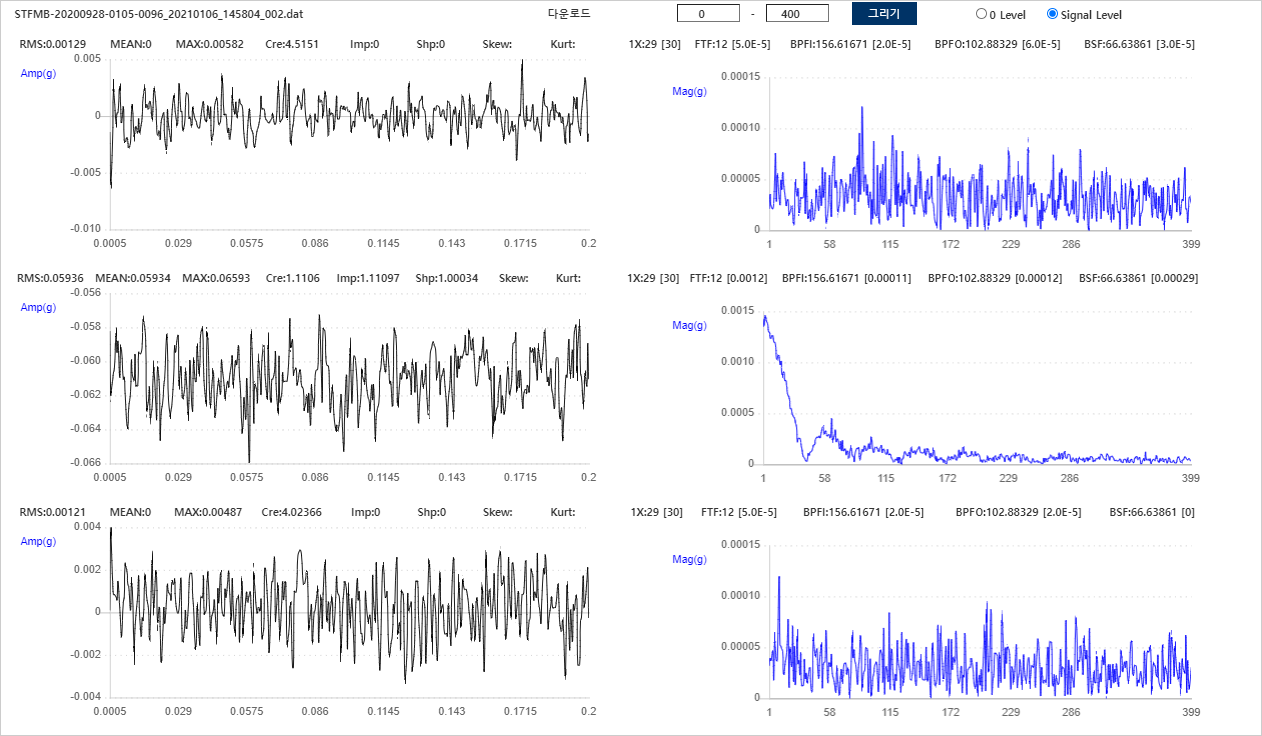 STFMB-20200928-0105-0096_20210106_145804_002.dat 다운로드 0 - 400 그리기 0 Level Signal Level
RMS:0.00129 MEAN:0 MAX:0.00582 Cre:4.5151 Imp:0 Shp:0 Skew: Kurt:
Amp(g)
0.005
0
-0.005
-0.010
0.0005 0.029 0.0575 0.086 0.1145 0.143 0.1715 0.2
1X:29 [30] FTF:12 [5.0E-5] BPFI:156.61671 [2.0E-5] BPFO:102.88329 [6.0E-5] BSF:66.63861 [3.0E-5]
Mag(g)
0.00015
0.00010
0.00005
0
1 58 115 172 229 286 399
RMS:0.05936 MEAN:0.05934 MAX:0.06593 Cre:1.1106 Imp:1.11097 Shp:1.00034 Skew: Kurt:
Amp(g)
-0.056
-0.058
-0.060
-0.062
-0.064
-0.066
0.0005 0.029 0.0575 0.086 0.1145 0.143 0.1715 0.2
1X:29 [30] FTF:12 [0.0012] BPFI:156.61671 [0.00011] BPFO:102.88329 [0.00012] BSF:66.63861 [0.00029]
Mag(g)
0.0015
0.0010
0.0005
0
1 58 115 172 229 286 399
RMS:0.00121 MEAN:0 MAX:0.00487 Cre:4.02366 Imp:0 Shp:0 Skew: Kurt:
Amp(g)
0.004
0.002
0
-0.002
-0.004
0.0005 0.029 0.0575 0.086 0.1145 0.143 0.1715 0.2
1X:29 [30] FTF:12 [5.0E-5] BPFI:156.61671 [2.0E-5] BPFO:102.88329 [2.0E-5] BSF:66.63861 [0]
Mag(g)
0.00015
0.00010
0.00005
0
1 58 115 172 229 286 399